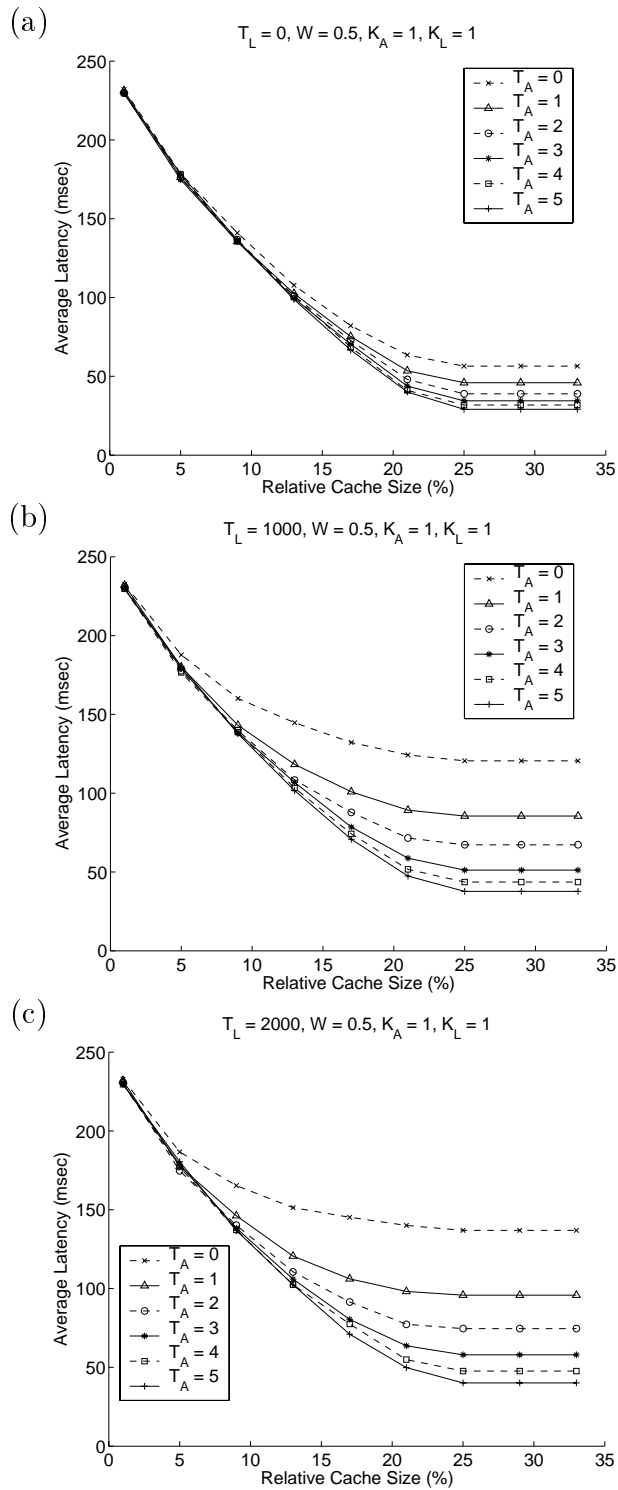 (a)
T_L = 0, W = 0.5, K_A = 1, K_L = 1
250
200
150
100
50
0
Average Latency (msec)
T_A = 0
T_A = 1
T_A = 2
T_A = 3
T_A = 4
T_A = 5
0 5 10 15 20 25 30 35
Relative Cache Size (%)
(b)
T_L = 1000, W = 0.5, K_A = 1, K_L = 1
250
200
150
100
50
0
Average Latency (msec)
T_A = 0
T_A = 1
T_A = 2
T_A = 3
T_A = 4
T_A = 5
0 5 10 15 20 25 30 35
Relative Cache Size (%)
(c)
T_L = 2000, W = 0.5, K_A = 1, K_L = 1
250
200
150
100
50
0
Average Latency (msec)
T_A = 0
T_A = 1
T_A = 2
T_A = 3
T_A = 4
T_A = 5
0 5 10 15 20 25 30 35
Relative Cache Size (%)